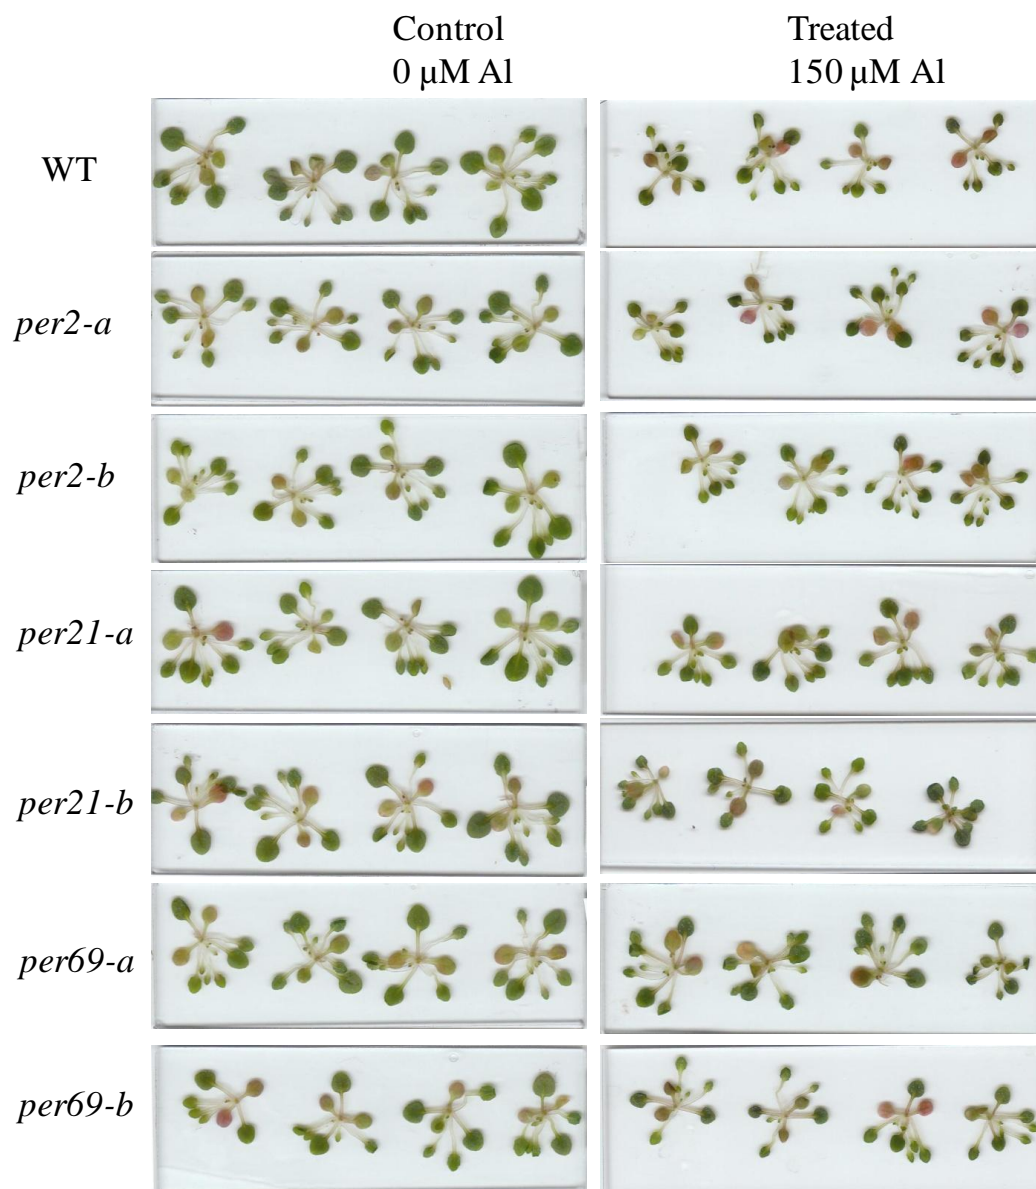 Control
0 µM Al
Treated
150 µM Al
WT
per2-a
per2-b
per21-a
per21-b
per69-a
per69-b